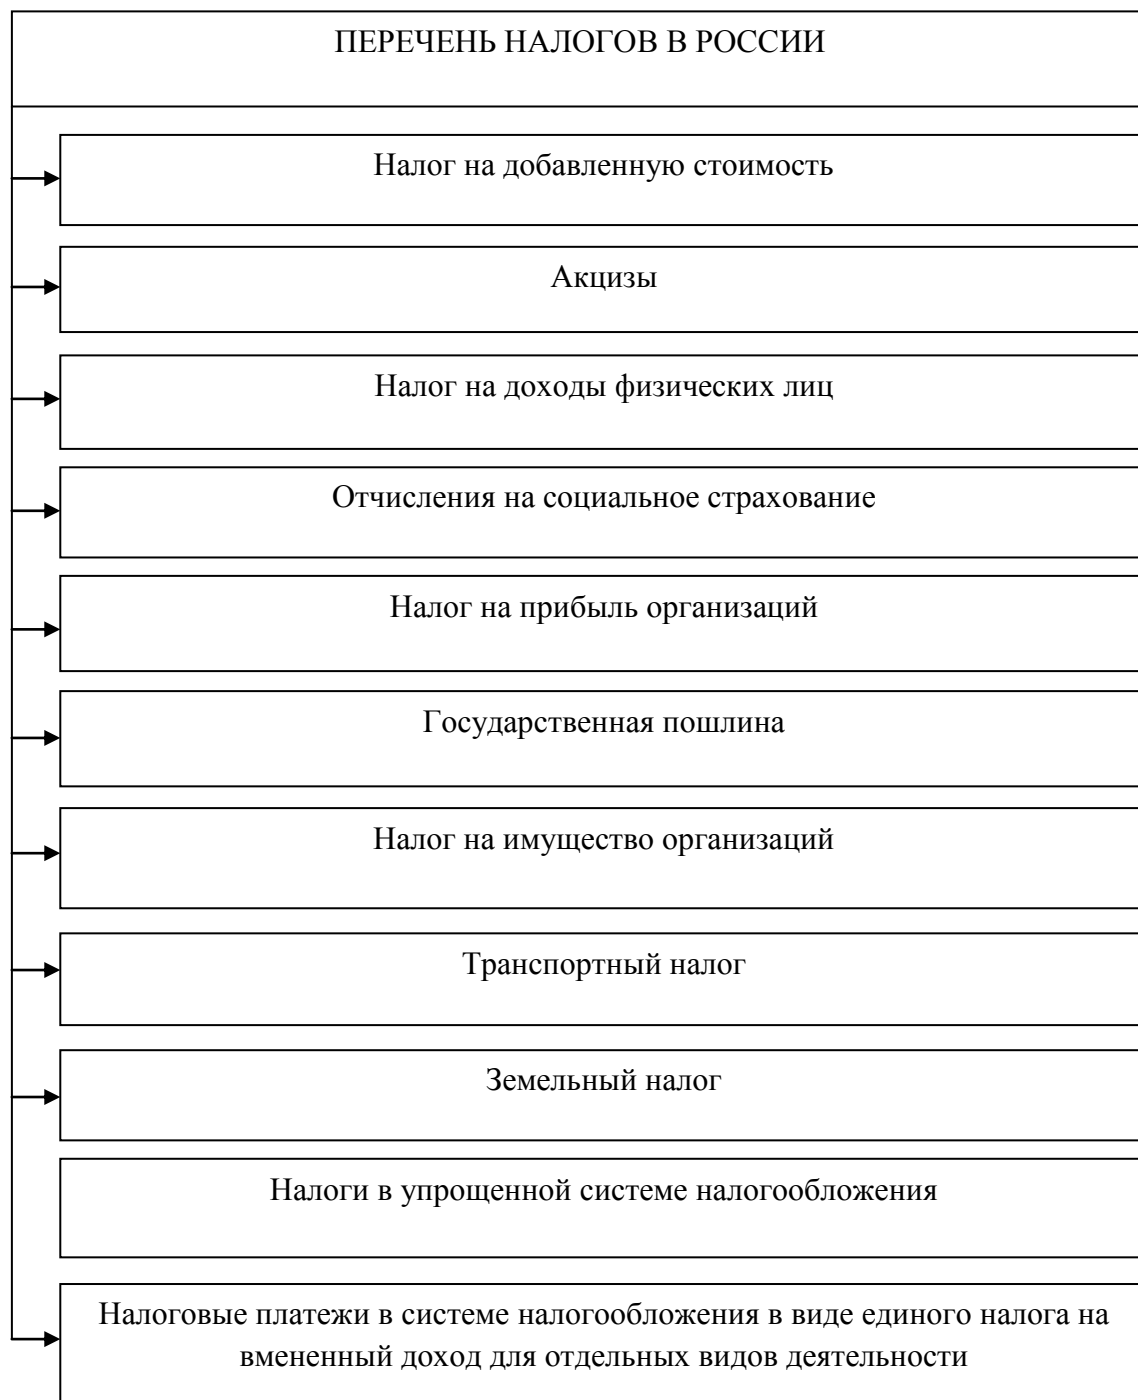 ПЕРЕЧЕНЬ НАЛОГОВ В РОССИИ
Налог на добавленную стоимость
Акцизы
Налог на доходы физических лиц
Отчисления на социальное страхование
Налог на прибыль организаций
Государственная пошлина
Налог на имущество организаций
Транспортный налог
Земельный налог
Налоги в упрощенной системе налогообложения
Налоговые платежи в системе налогообложения в виде единого налога на
вмененный доход для отдельных видов деятельности